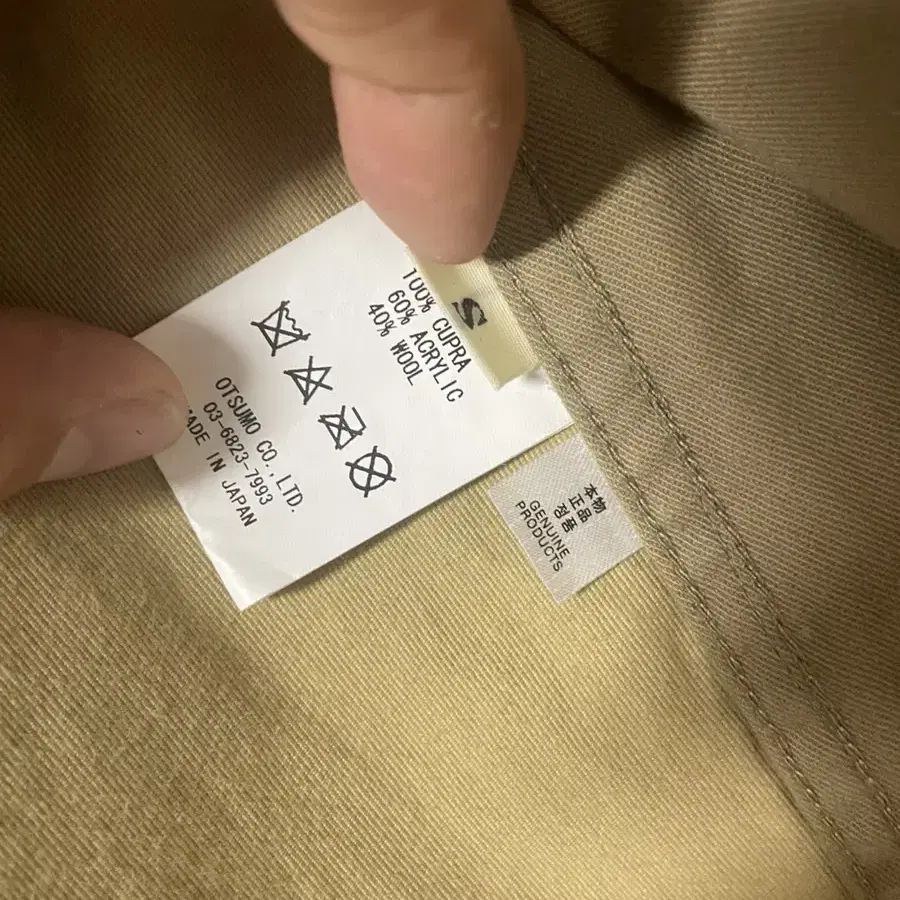 S
100% CUPRA
60% ACRYLIC
40% WOOL
OTSUMO CO.,LTD.
03-6823-7993
MADE IN JAPAN
本物
正品
정품
GENUINE
PRODUCTS